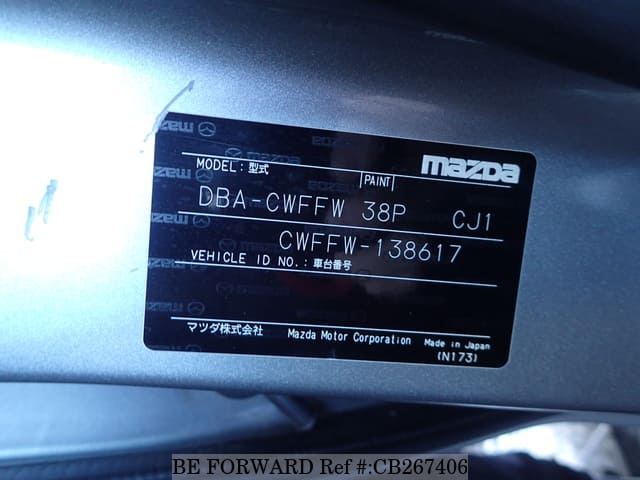 mazda
MODEL: 型式 PAINT
DBA-CWFFW 38P CJ1
CWFFW-138617
VEHICLE ID NO.: 車台番号
マツダ株式会社 Mazda Motor Corporation Made in Japan
(N173)
BE FORWARD Ref #:CB267406